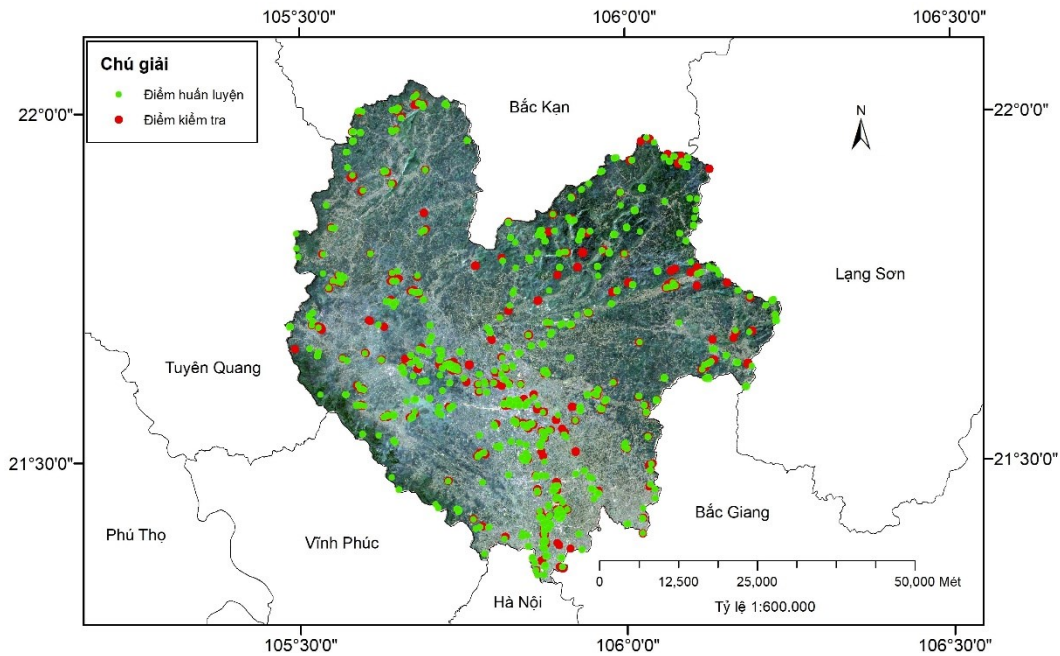 105°30'0" 106°0'0" 106°30'0"
Chú giải
Điểm huấn luyện
Điểm kiểm tra
Bắc Kạn
N
22°0'0" 22°0'0"
Lạng Sơn
Tuyên Quang
21°30'0" 21°30'0"
Bắc Giang
Phú Thọ
Vĩnh Phúc
0 12,500 25,000 50,000 Mét
Hà Nội
Tỷ lệ 1:600.000
105°30'0" 106°0'0" 106°30'0"